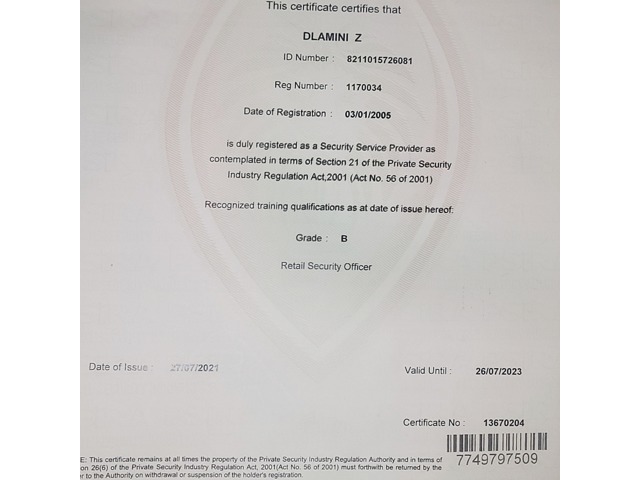 This certificate certifies that
DLAMINI Z
ID Number : 8211015726081
Reg Number : 1170034
Date of Registration : 03/01/2005
is duly registered as a Security Service Provider as
contemplated in terms of Section 21 of the Private Security
Industry Regulation Act,2001 (Act No. 56 of 2001)
Recognized training qualifications as at date of issue hereof:
Grade : B
Retail Security Officer
Date of Issue : 27/07/2021
Valid Until : 26/07/2023
Certificate No : 13670204
7749797509
E: This certificate remains at all times the property of the Private Security Industry Regulation Authority and in terms of
on 26(6) of the Private Security Industry Regulation Act, 2001(Act No. 56 of 2001) must forthwith be returned by the
r to the Authority on withdrawal or suspension of the holder's registration.